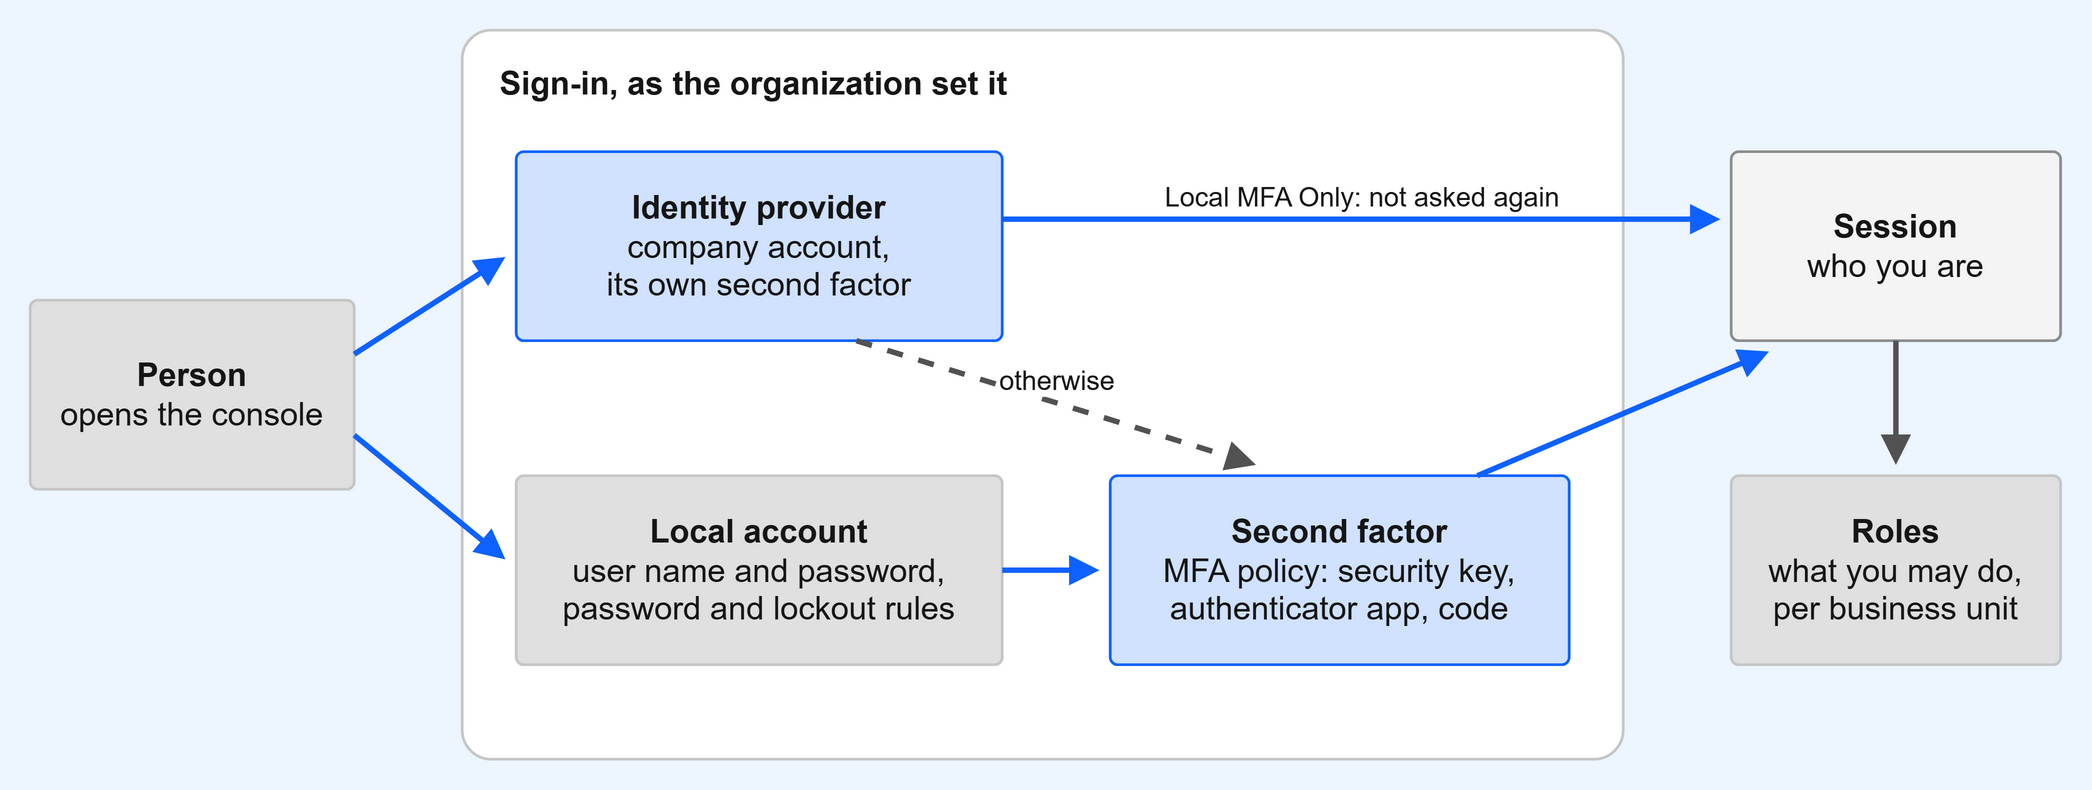 Sign-in, as the organization set it
Person
opens the console
Identity provider
company account,
its own second factor
Local MFA Only: not asked again
otherwise
Local account
user name and password,
password and lockout rules
Second factor
MFA policy: security key,
authenticator app, code
Session
who you are
Roles
what you may do,
per business unit